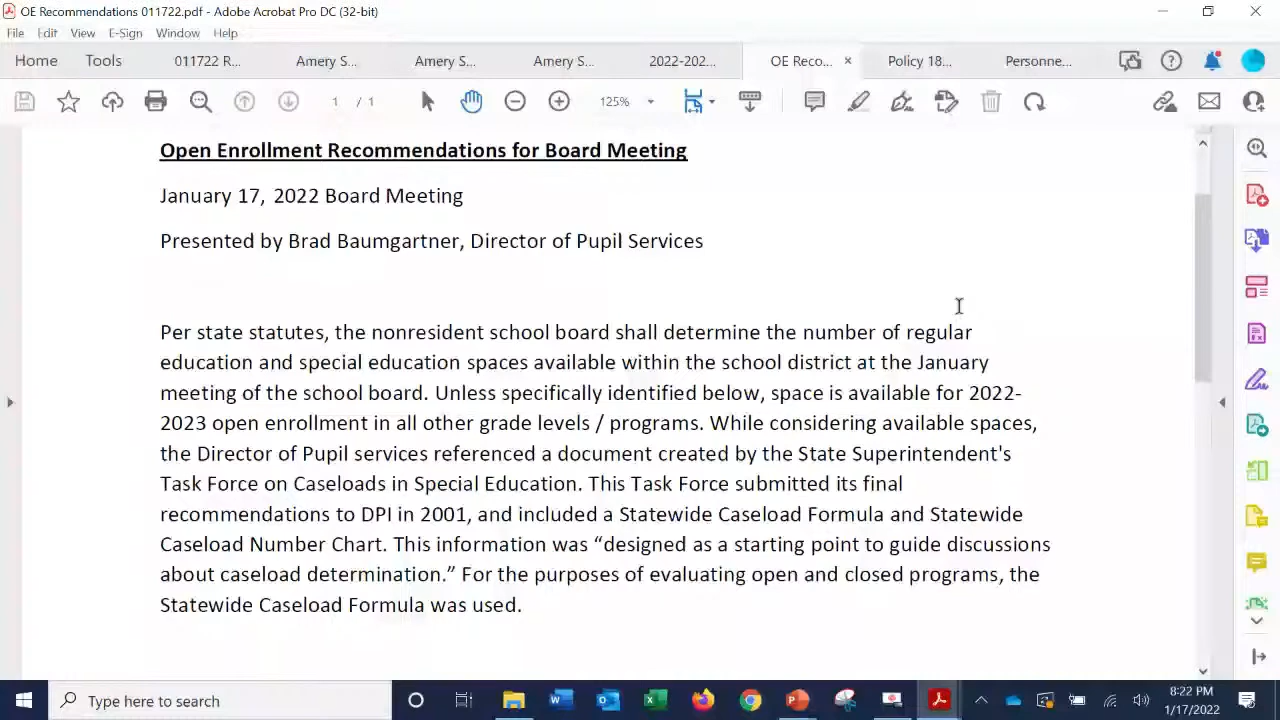 OE Recommendations 011722.pdf - Adobe Acrobat Pro DC (32-bit)
File Edit View E-Sign Window Help
Home Tools 011722 R... Amery S... Amery S... Amery S... 2022-202... OE Reco... × Policy 18... Personne...
1 / 1 125%
Open Enrollment Recommendations for Board Meeting
January 17, 2022 Board Meeting
Presented by Brad Baumgartner, Director of Pupil Services
Per state statutes, the nonresident school board shall determine the number of regular
education and special education spaces available within the school district at the January
meeting of the school board. Unless specifically identified below, space is available for 2022-
2023 open enrollment in all other grade levels / programs. While considering available spaces,
the Director of Pupil services referenced a document created by the State Superintendent's
Task Force on Caseloads in Special Education. This Task Force submitted its final
recommendations to DPI in 2001, and included a Statewide Caseload Formula and Statewide
Caseload Number Chart. This information was “designed as a starting point to guide discussions
about caseload determination.” For the purposes of evaluating open and closed programs, the
Statewide Caseload Formula was used.
Type here to search
8:22 PM
1/17/2022